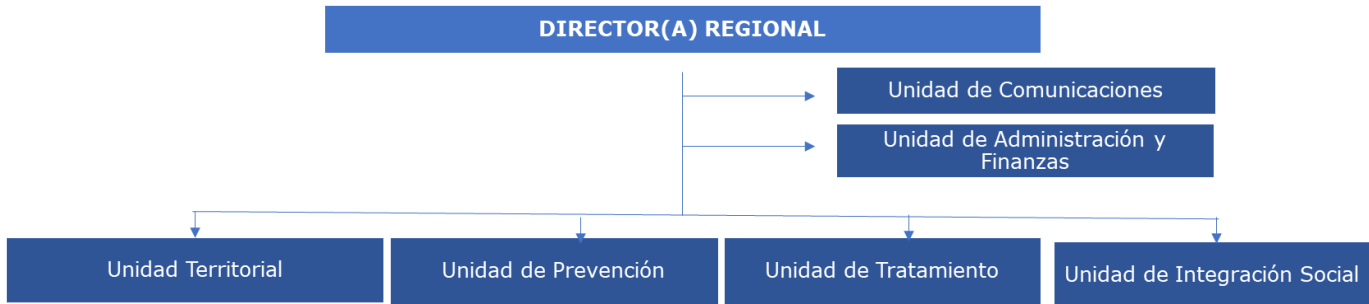 DIRECTOR(A) REGIONAL
Unidad de Comunicaciones
Unidad de Administración y
Finanzas
Unidad Territorial
Unidad de Prevención
Unidad de Tratamiento
Unidad de Integración Social